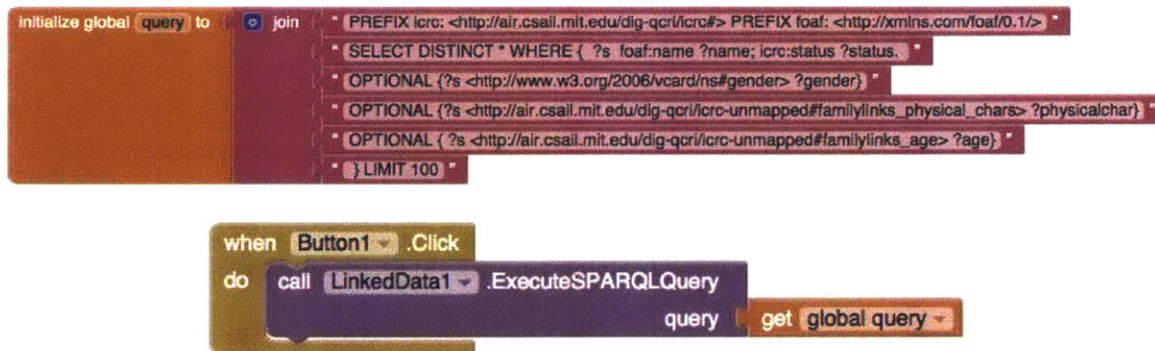 initialize global query to join " PREFIX icrc: <http://air.csail.mit.edu/dig-qcri/icrc#> PREFIX foaf: <http://xmlns.com/foaf/0.1/> "
" SELECT DISTINCT * WHERE { ?s foaf:name ?name; icrc:status ?status. "
" OPTIONAL {?s <http://www.w3.org/2006/vcard/ns#gender> ?gender} "
" OPTIONAL {?s <http://air.csail.mit.edu/dig-qcri/icrc-unmapped#familylinks_physical_chars> ?physicalchar} "
" OPTIONAL { ?s <http://air.csail.mit.edu/dig-qcri/icrc-unmapped#familylinks_age> ?age} "
" } LIMIT 100 "
when Button1 .Click
do call LinkedData1 .ExecuteSPARQLQuery
query get global query